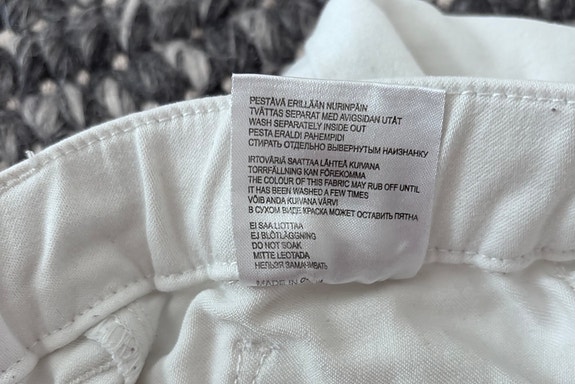 PESTÄVÄ ERILLÄÄN NURINPÄIN
TVÄTTAS SEPARAT MED AVIGSIDAN UTÅT
WASH SEPARATELY INSIDE OUT
PESTA ERALDI PAHEMPIDI
СТИРАТЬ ОТДЕЛЬНО ВЫВЕРНУТЫМ НАИЗНАНКУ
IRTOVÄRIÄ SAATTAA LÄHTEÄ KUIVANA
TORRFÄLLNING KAN FÖREKOMMA
THE COLOUR OF THIS FABRIC MAY RUB OFF UNTIL
IT HAS BEEN WASHED A FEW TIMES
VÕIB ANDA KUIVANA VÄRVI
В СУХОМ ВИДЕ КРАСКА МОЖЕТ ОСТАВИТЬ ПЯТНА
EI SAA LIOTTAA
EJ BLÖTLÄGGNING
DO NOT SOAK
MITTE LEOTADA
НЕЛЬЗЯ ЗАМАЧИВАТЬ
MADE IN